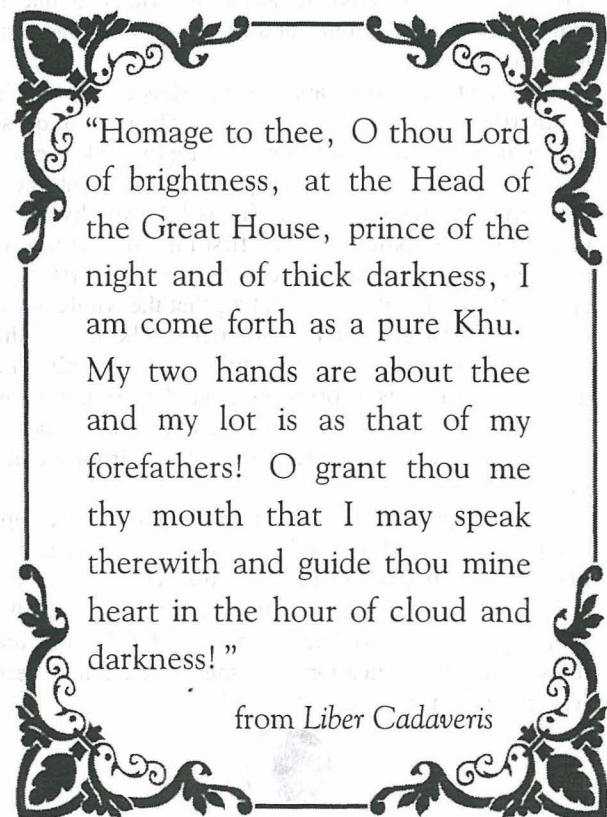 “Homage to thee, O thou Lord
of brightness, at the Head of
the Great House, prince of the
night and of thick darkness, I
am come forth as a pure Khu.
My two hands are about thee
and my lot is as that of my
forefathers! O grant thou me
thy mouth that I may speak
therewith and guide thou mine
heart in the hour of cloud and
darkness! ”
from Liber Cadaveris